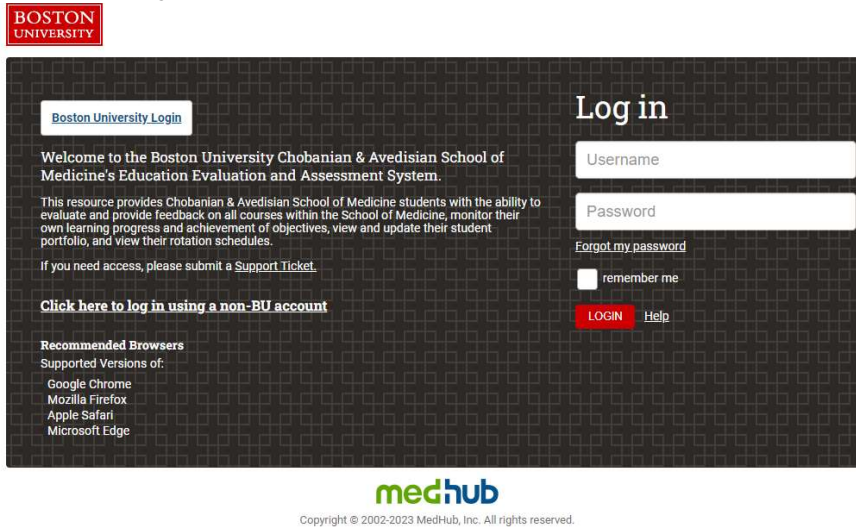 BOSTON
UNIVERSITY
Boston University Login
Welcome to the Boston University Chobanian & Avedisian School of
Medicine's Education Evaluation and Assessment System.
This resource provides Chobanian & Avedisian School of Medicine students with the ability to
evaluate and provide feedback on all courses within the School of Medicine, monitor their
own learning progress and achievement of objectives, view and update their student
portfolio, and view their rotation schedules.
If you need access, please submit a Support Ticket.
Click here to log in using a non-BU account
Recommended Browsers
Supported Versions of:
Google Chrome
Mozilla Firefox
Apple Safari
Microsoft Edge
Log in
Username
Password
Forgot my password
remember me
LOGIN Help
medhub
Copyright © 2002-2023 MedHub, Inc. All rights reserved.